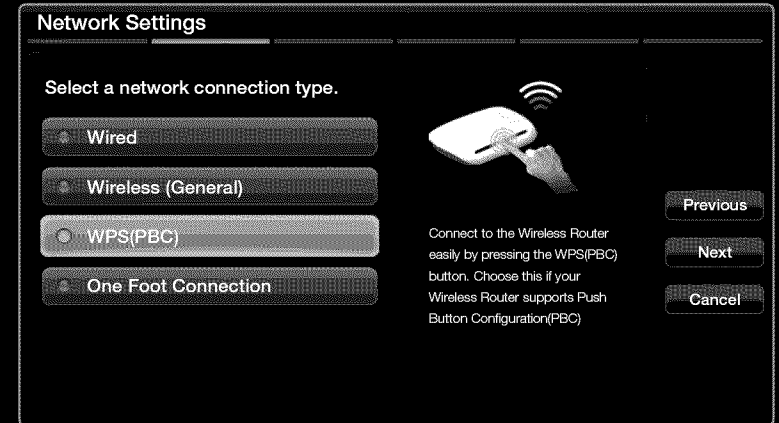 Network Settings
Select a network connection type.
Wired
Wireless (General)
WPS(PBC)
One Foot Connection
Connect to the Wireless Router
easily by pressing the WPS(PBC)
button. Choose this if your
Wireless Router supports Push
Button Configuration(PBC)
Previous
Next
Cancel